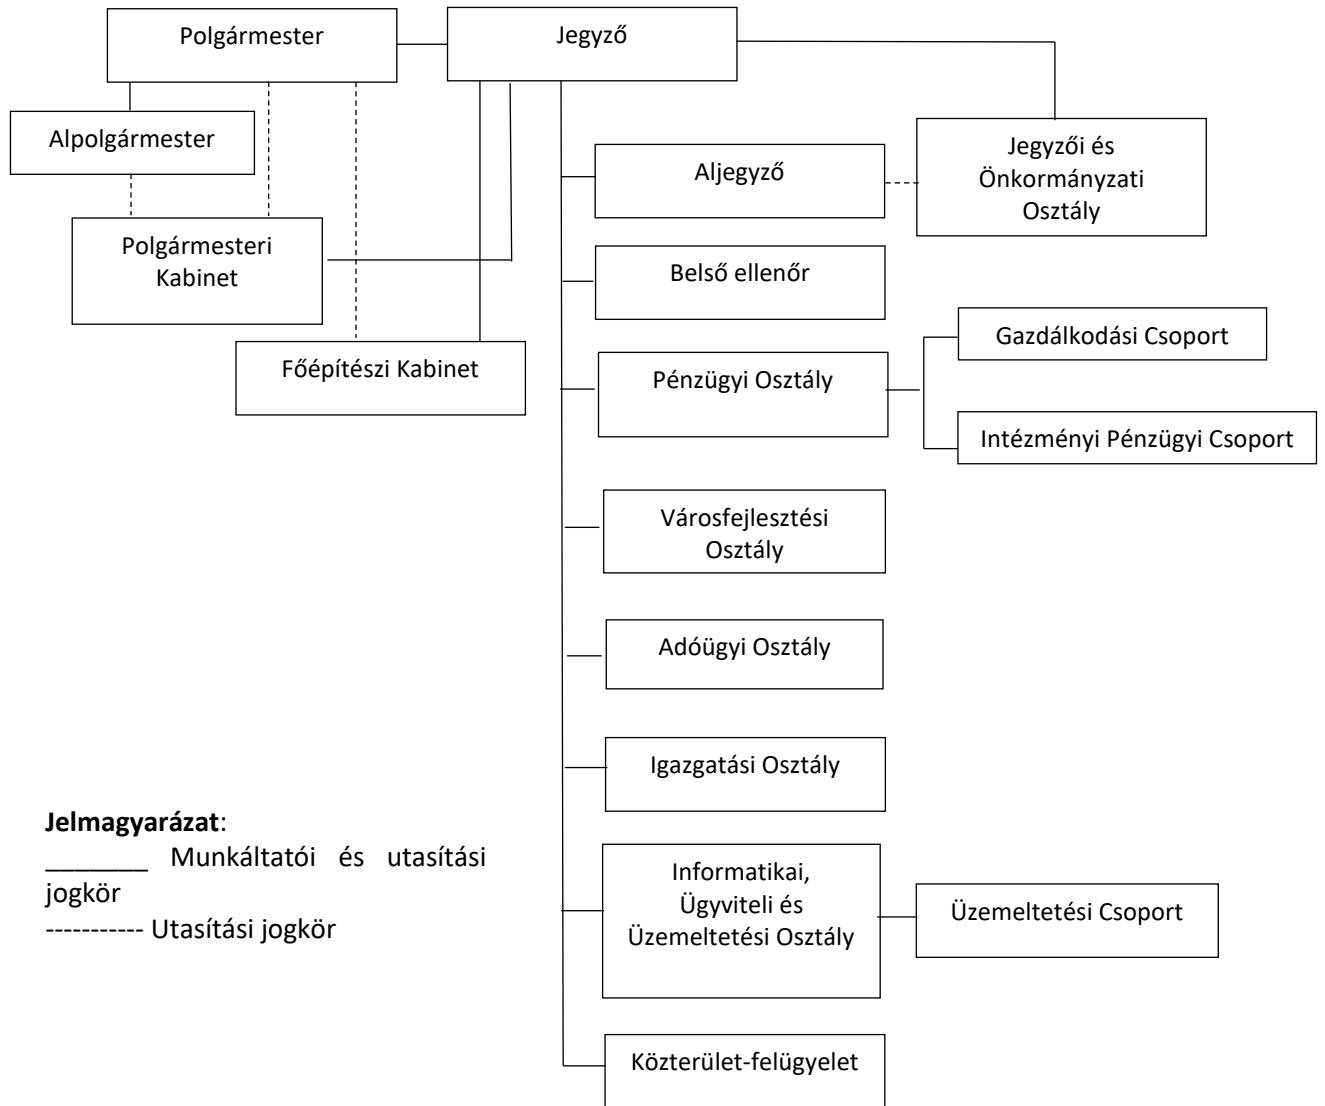 Polgármester
Jegyző
Alpolgármester
Aljegyző
Jegyzői és
Önkormányzati
Osztály
Polgármesteri
Kabinet
Belső ellenőr
Főépítészi Kabinet
Pénzügyi Osztály
Gazdálkodási Csoport
Intézményi Pénzügyi Csoport
Városfejlesztési
Osztály
Adóügyi Osztály
Igazgatási Osztály
Jelmagyarázat:
_______ Munkáltatói és utasítási
jogkör
----------- Utasítási jogkör
Informatikai,
Ügyviteli és
Üzemeltetési Osztály
Üzemeltetési Csoport
Közterület-felügyelet